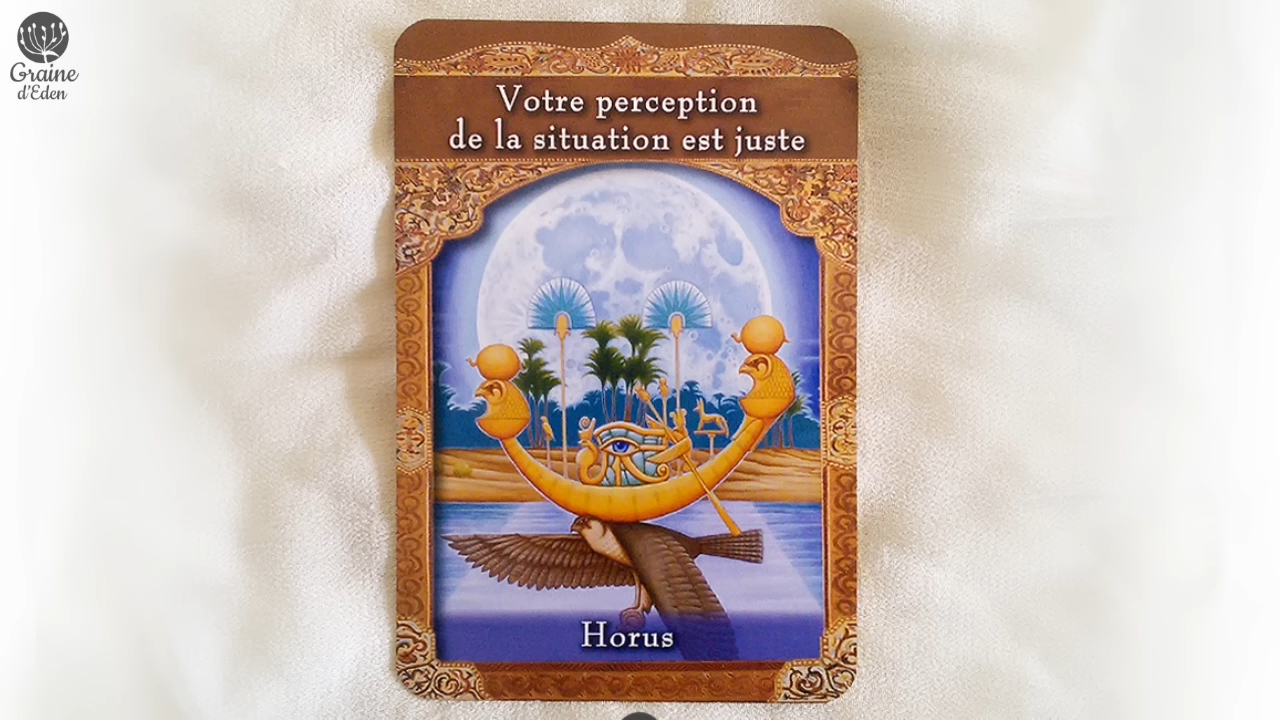 Graine
d'Eden
Votre perception
de la situation est juste
Horus